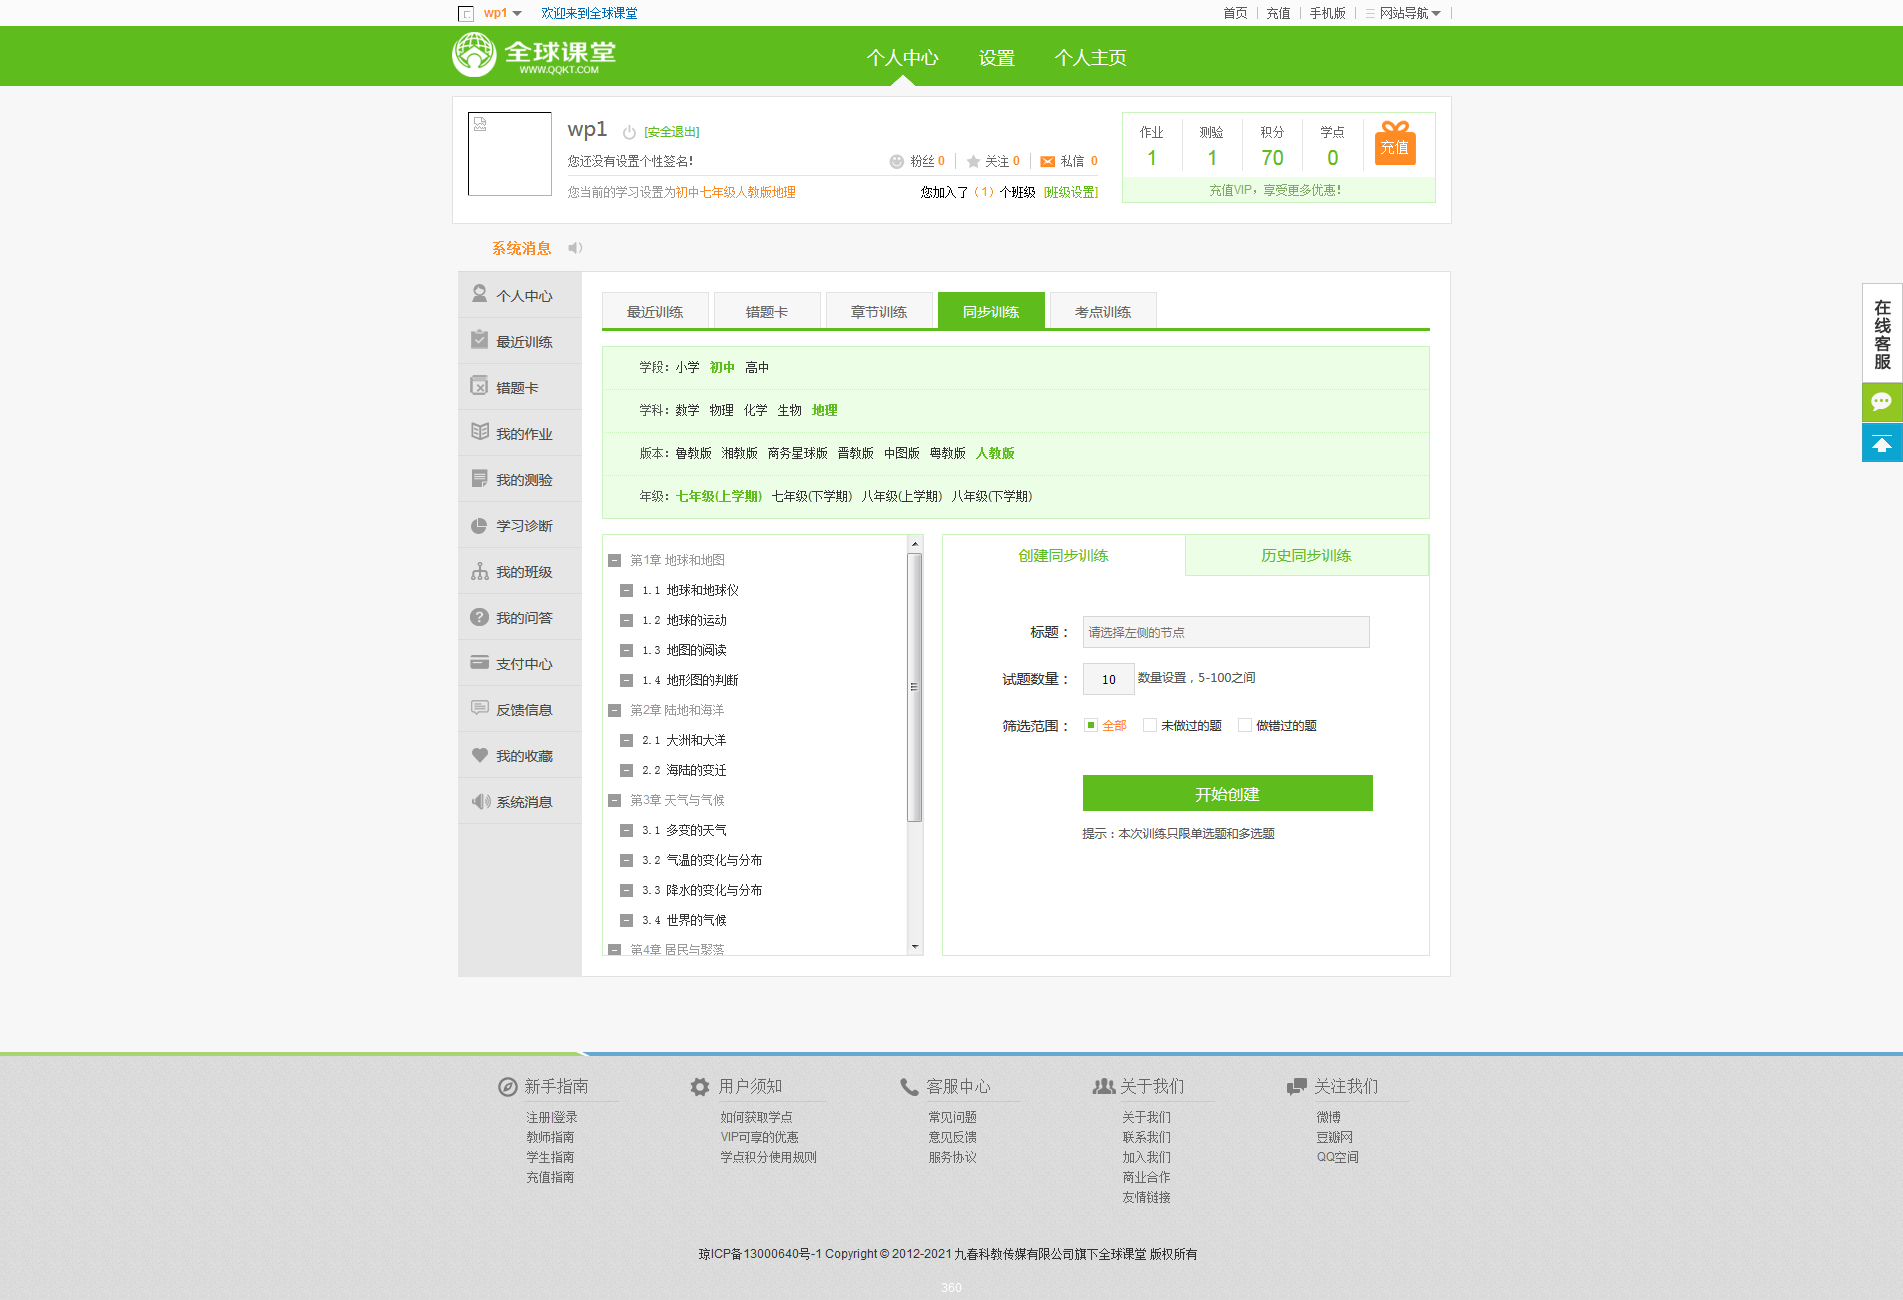 wp1 欢迎来到全球课堂 首页 充值 手机版 网站导航
全球课堂
WWW.QQKT.COM
个人中心 设置 个人主页
wp1 [安全退出]
您还没有设置个性签名! 粉丝 0 关注 0 私信 0
您当前的学习设置为初中七年级人教版地理 您加入了（1）个班级 [班级设置]
作业 测验 积分 学点
1 1 70 0
充值
充值VIP，享受更多优惠!
系统消息
个人中心
最近训练
错题卡
我的作业
我的测验
学习诊断
我的班级
我的问答
支付中心
反馈信息
我的收藏
系统消息
最近训练 错题卡 章节训练 同步训练 考点训练
学段：小学 初中 高中
学科：数学 物理 化学 生物 地理
版本：鲁教版 湘教版 商务星球版 晋教版 中图版 粤教版 人教版
年级：七年级(上学期) 七年级(下学期) 八年级(上学期) 八年级(下学期)
第1章 地球和地图
1.1 地球和地球仪
1.2 地球的运动
1.3 地图的阅读
1.4 地形图的判断
第2章 陆地和海洋
2.1 大洲和大洋
2.2 海陆的变迁
第3章 天气与气候
3.1 多变的天气
3.2 气温的变化与分布
3.3 降水的变化与分布
3.4 世界的气候
第4章 居民与聚落
创建同步训练 历史同步训练
标题： 请选择左侧的节点
试题数量： 10 数量设置，5-100之间
筛选范围： 全部 未做过的题 做错过的题
开始创建
提示：本次训练只限单选题和多选题
在线客服
新手指南
注册|登录
教师指南
学生指南
充值指南
用户须知
如何获取学点
VIP可享的优惠
学点积分使用规则
客服中心
常见问题
意见反馈
服务协议
关于我们
关于我们
联系我们
加入我们
商业合作
友情链接
关注我们
微博
豆瓣网
QQ空间
琼ICP备13000640号-1 Copyright © 2012-2021 九春科教传媒有限公司旗下全球课堂 版权所有
360